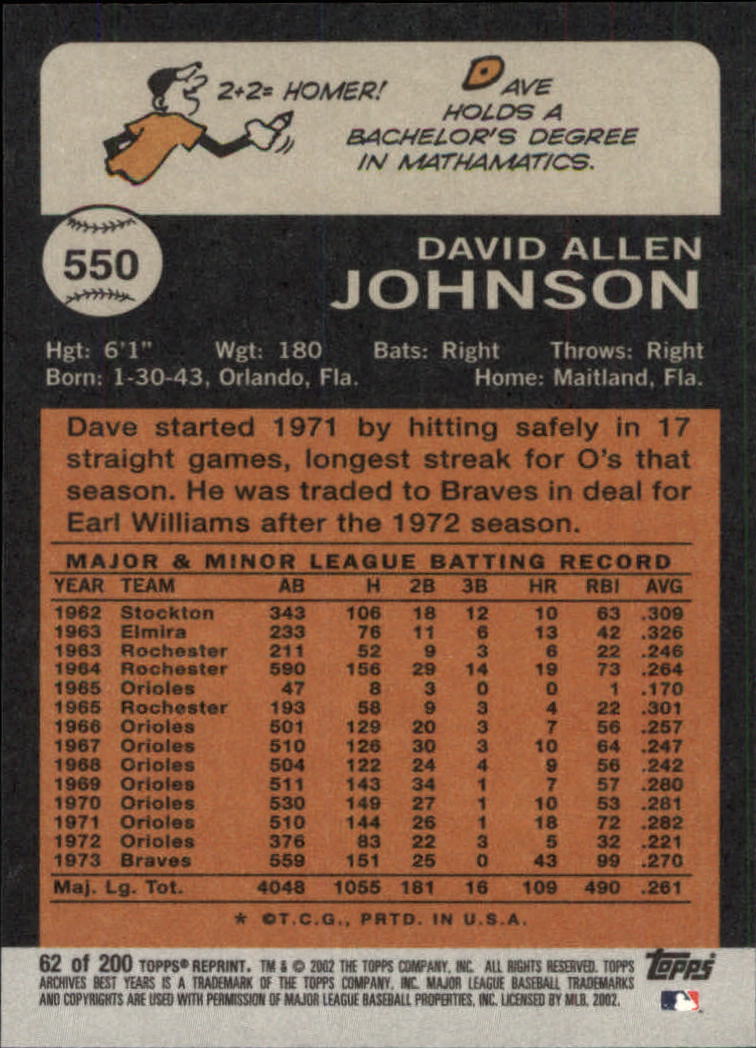 2+2= HOMER!
DAVE
HOLDS A
BACHELOR'S DEGREE
IN MATHAMATICS.
550
DAVID ALLEN
JOHNSON
Hgt: 6'1" Wgt: 180 Bats: Right Throws: Right
Born: 1-30-43, Orlando, Fla. Home: Maitland, Fla.
Dave started 1971 by hitting safely in 17
straight games, longest streak for O's that
season. He was traded to Braves in deal for
Earl Williams after the 1972 season.
MAJOR & MINOR LEAGUE BATTING RECORD
YEAR TEAM AB H 2B 3B HR RBI AVG
1962 Stockton 343 106 18 12 10 63 .309
1963 Elmira 233 76 11 6 13 42 .326
1963 Rochester 211 52 9 3 6 22 .246
1964 Rochester 590 156 29 14 19 73 .264
1965 Orioles 47 8 3 0 0 1 .170
1965 Rochester 193 58 9 3 4 22 .301
1966 Orioles 501 129 20 3 7 56 .257
1967 Orioles 510 126 30 3 10 64 .247
1968 Orioles 504 122 24 4 9 56 .242
1969 Orioles 511 143 34 1 7 57 .280
1970 Orioles 530 149 27 1 10 53 .281
1971 Orioles 510 144 26 1 18 72 .282
1972 Orioles 376 83 22 3 5 32 .221
1973 Braves 559 151 25 0 43 99 .270
Maj. Lg. Tot. 4048 1055 181 16 109 490 .261
* ©T.C.G., PRTD. IN U.S.A.
62 of 200 TOPPS® REPRINT. TM & © 2002 THE TOPPS COMPANY, INC. ALL RIGHTS RESERVED. TOPPS
ARCHIVES BEST YEARS IS A TRADEMARK OF THE TOPPS COMPANY, INC. MAJOR LEAGUE BASEBALL TRADEMARKS
AND COPYRIGHTS ARE USED WITH PERMISSION OF MAJOR LEAGUE BASEBALL PROPERTIES, INC. LICENSED BY MLB, 2002.
topps